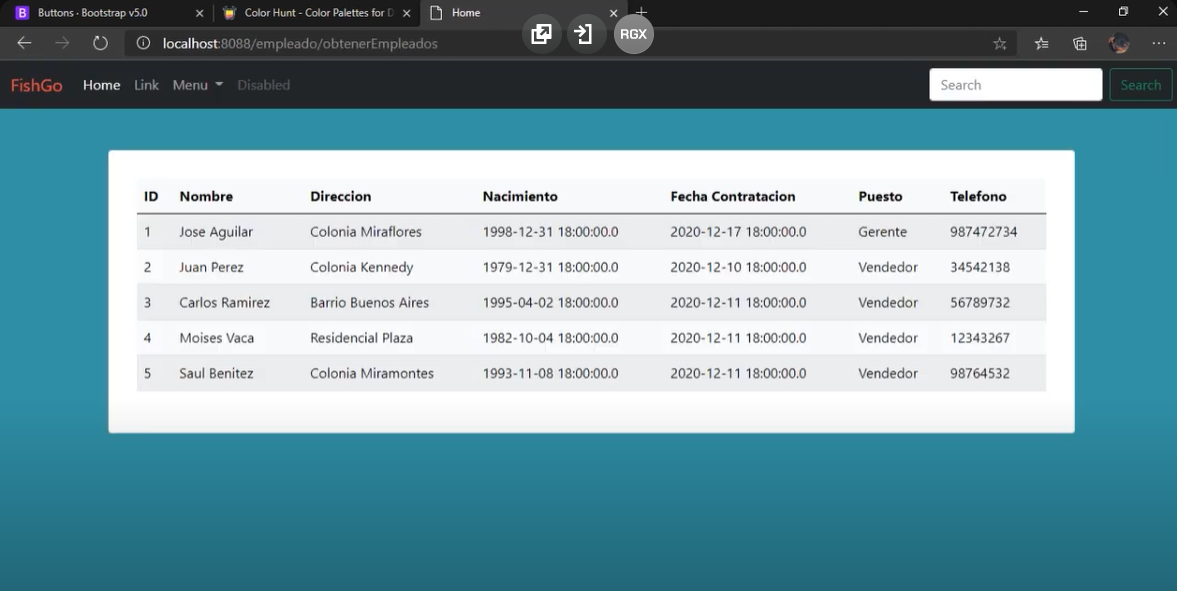 Buttons · Bootstrap v5.0 Color Hunt - Color Palettes for D Home
localhost:8088/empleado/obtenerEmpleados RGX
FishGo Home Link Menu Disabled Search Search
ID Nombre Direccion Nacimiento Fecha Contratacion Puesto Telefono
1 Jose Aguilar Colonia Miraflores 1998-12-31 18:00:00.0 2020-12-17 18:00:00.0 Gerente 987472734
2 Juan Perez Colonia Kennedy 1979-12-31 18:00:00.0 2020-12-10 18:00:00.0 Vendedor 34542138
3 Carlos Ramirez Barrio Buenos Aires 1995-04-02 18:00:00.0 2020-12-11 18:00:00.0 Vendedor 56789732
4 Moises Vaca Residencial Plaza 1982-10-04 18:00:00.0 2020-12-11 18:00:00.0 Vendedor 12343267
5 Saul Benitez Colonia Miramontes 1993-11-08 18:00:00.0 2020-12-11 18:00:00.0 Vendedor 98764532